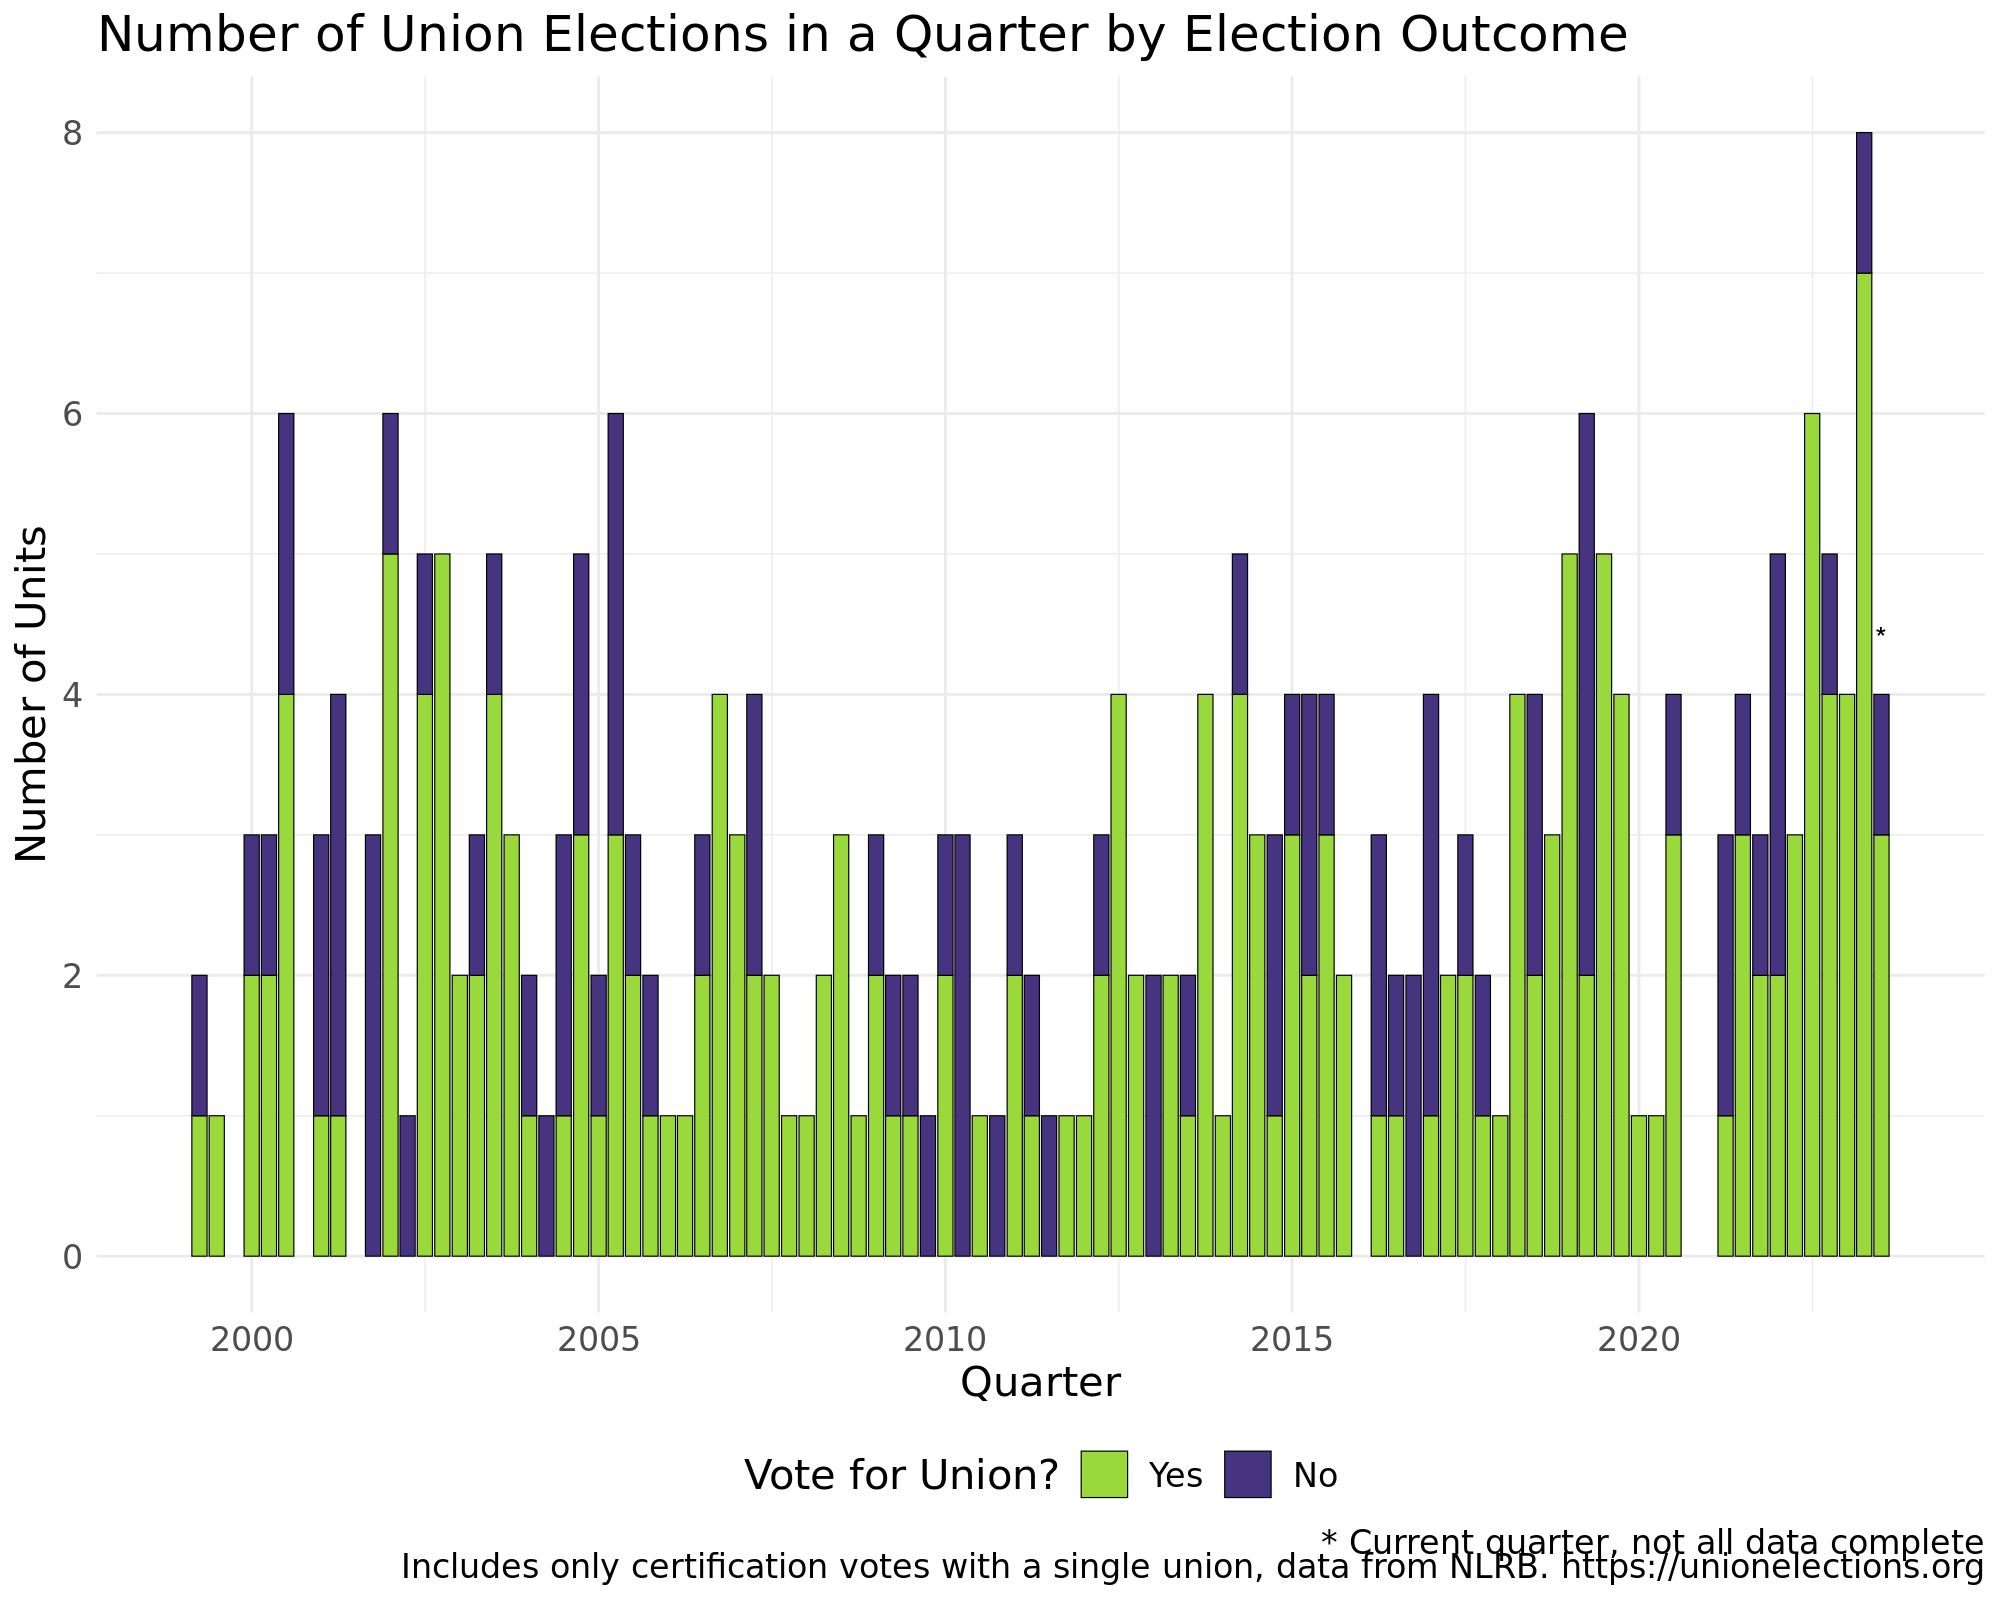 Number of Union Elections in a Quarter by Election Outcome
8
6
4
2
0
Number of Units
*
2000 2005 2010 2015 2020
Quarter
Vote for Union? Yes No
* Current quarter, not all data complete
Includes only certification votes with a single union, data from NLRB. https://unionelections.org